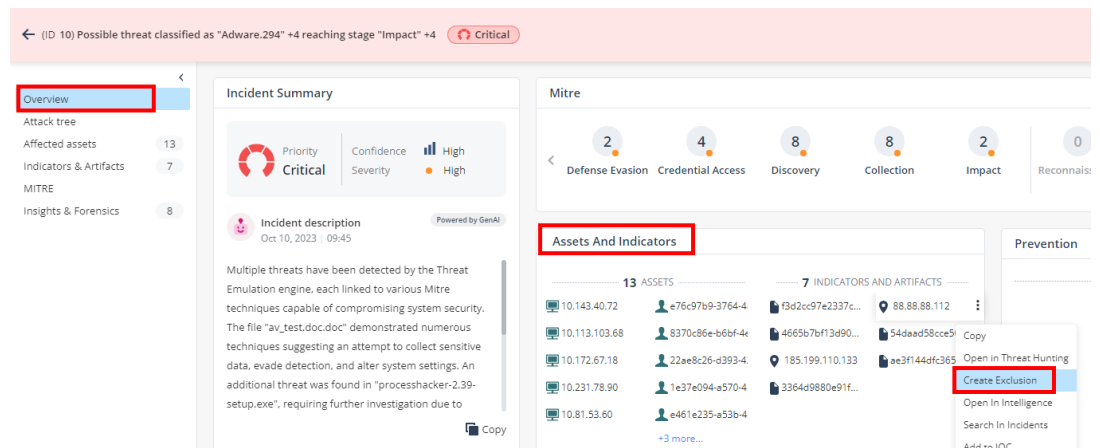 (ID 10) Possible threat classified as "Adware.294" +4 reaching stage "Impact" +4 Critical
Overview
Attack tree
Affected assets 13
Indicators & Artifacts 7
MITRE
Insights & Forensics 8
Incident Summary
Priority
Critical
Confidence High
Severity High
Incident description
Oct 10, 2023 | 09:45
Powered by GenAI
Multiple threats have been detected by the Threat
Emulation engine, each linked to various Mitre
techniques capable of compromising system security.
The file "av_test.doc.doc" demonstrated numerous
techniques suggesting an attempt to collect sensitive
data, evade detection, and alter system settings. An
additional threat was found in "processhacker-2.39-
setup.exe", requiring further investigation due to
Copy
Mitre
2 4 8 8 2 0
Defense Evasion Credential Access Discovery Collection Impact Reconnais
Assets And Indicators
13 ASSETS
10.143.40.72 e76c97b9-3764-4
10.113.103.68 8370c86e-b6bf-4
10.172.67.18 22ae8c26-d393-4
10.231.78.90 1e37e094-a570-4
10.81.53.60 e461e235-a53b-4
+3 more...
7 INDICATORS AND ARTIFACTS
f3d2cc97e2337c... 88.88.88.112
4665b7bf13d90... 54daad58cce5
185.199.110.133 ae3f144dfc365
3364d9880e91f...
Copy
Open in Threat Hunting
Create Exclusion
Open In Intelligence
Search In Incidents
Add to IOC
Prevention